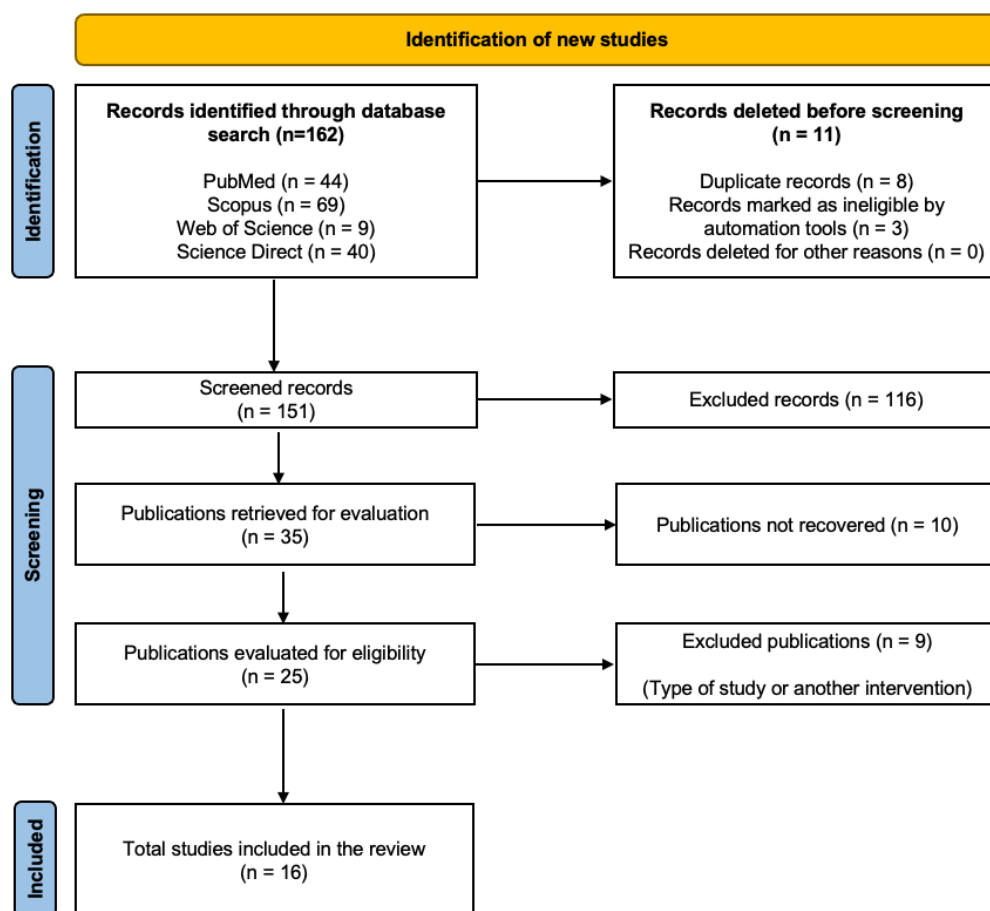 Identification of new studies
Identification
Records identified through database
search (n=162)
PubMed (n = 44)
Scopus (n = 69)
Web of Science (n = 9)
Science Direct (n = 40)
Records deleted before screening
(n = 11)
Duplicate records (n = 8)
Records marked as ineligible by
automation tools (n = 3)
Records deleted for other reasons (n = 0)
Screening
Screened records
(n = 151)
Excluded records (n = 116)
Publications retrieved for evaluation
(n = 35)
Publications not recovered (n = 10)
Publications evaluated for eligibility
(n = 25)
Excluded publications (n = 9)
(Type of study or another intervention)
Included
Total studies included in the review
(n = 16)